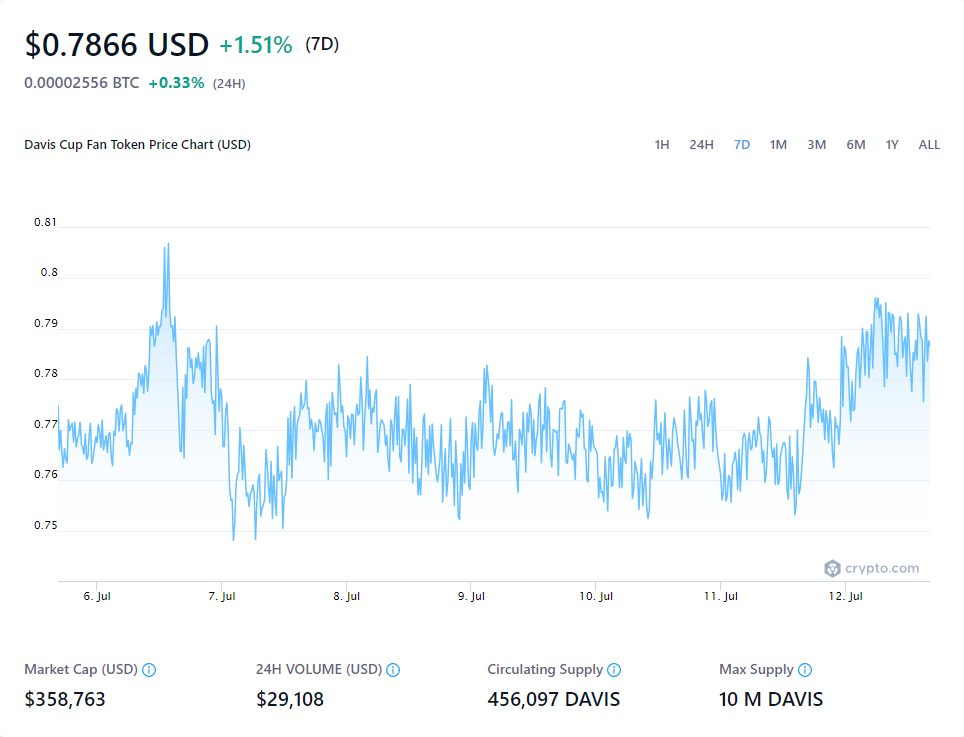 $0.7866 USD +1.51% (7D)
0.00002556 BTC +0.33% (24H)
Davis Cup Fan Token Price Chart (USD)
1H 24H 7D 1M 3M 6M 1Y ALL
0.81
0.8
0.79
0.78
0.77
0.76
0.75
crypto.com
6. Jul 7. Jul 8. Jul 9. Jul 10. Jul 11. Jul 12. Jul
Market Cap (USD) 24H VOLUME (USD) Circulating Supply Max Supply
$358,763 $29,108 456,097 DAVIS 10 M DAVIS